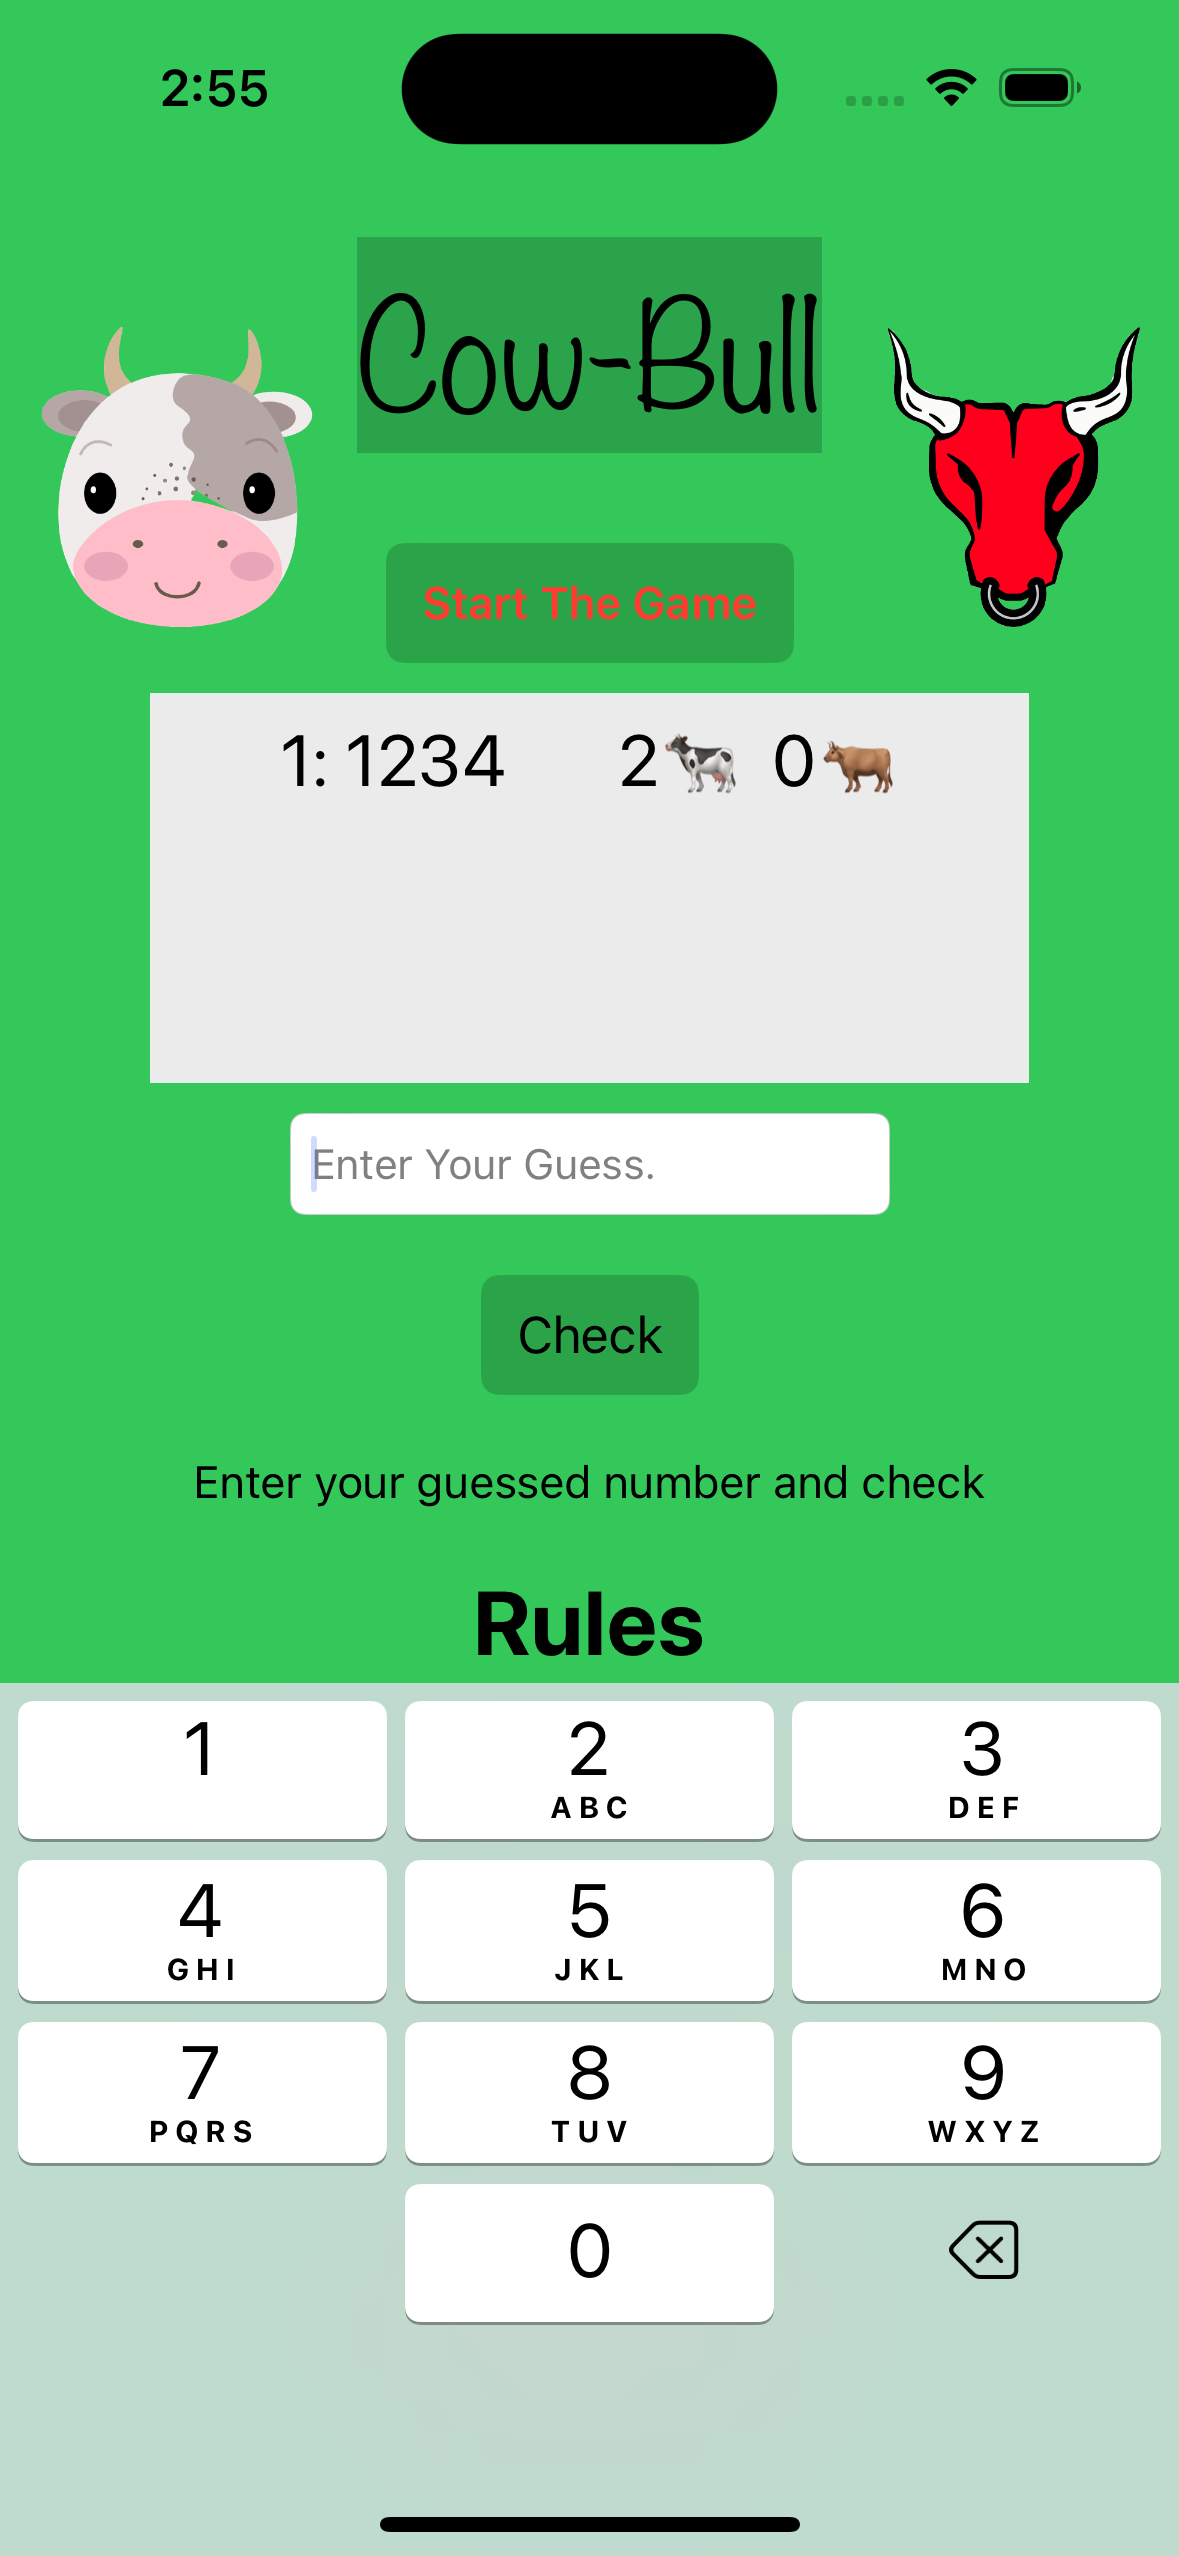 2:55
Cow-Bull
Start The Game
1: 1234 2🐄 0🐂
Enter Your Guess.
Check
Enter your guessed number and check
Rules
1 2 3
ABC DEF
4 5 6
GHI JKL MNO
7 8 9
PQRS TUV WXYZ
0